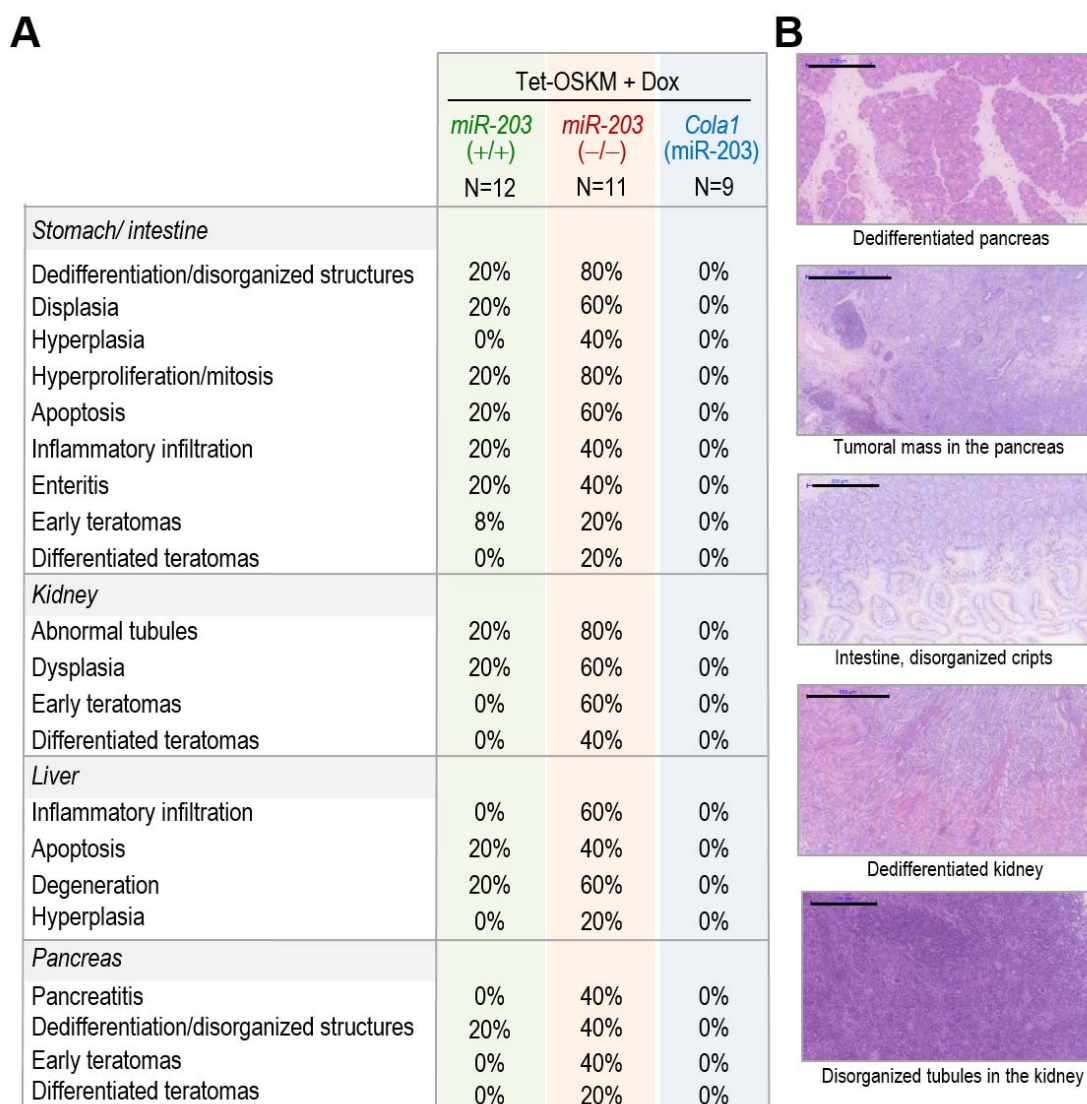 A
B
Tet-OSKM + Dox
miR-203 miR-203 Cola1
(+/+) (−/−) (miR-203)
N=12 N=11 N=9
Stomach/ intestine
Dedifferentiation/disorganized structures 20% 80% 0%
Displasia 20% 60% 0%
Hyperplasia 0% 40% 0%
Hyperproliferation/mitosis 20% 80% 0%
Apoptosis 20% 60% 0%
Inflammatory infiltration 20% 40% 0%
Enteritis 20% 40% 0%
Early teratomas 8% 20% 0%
Differentiated teratomas 0% 20% 0%
Kidney
Abnormal tubules 20% 80% 0%
Dysplasia 20% 60% 0%
Early teratomas 0% 60% 0%
Differentiated teratomas 0% 40% 0%
Liver
Inflammatory infiltration 0% 60% 0%
Apoptosis 20% 40% 0%
Degeneration 20% 60% 0%
Hyperplasia 0% 20% 0%
Pancreas
Pancreatitis 0% 40% 0%
Dedifferentiation/disorganized structures 20% 40% 0%
Early teratomas 0% 40% 0%
Differentiated teratomas 0% 20% 0%
Dedifferentiated pancreas
Tumoral mass in the pancreas
Intestine, disorganized cripts
Dedifferentiated kidney
Disorganized tubules in the kidney